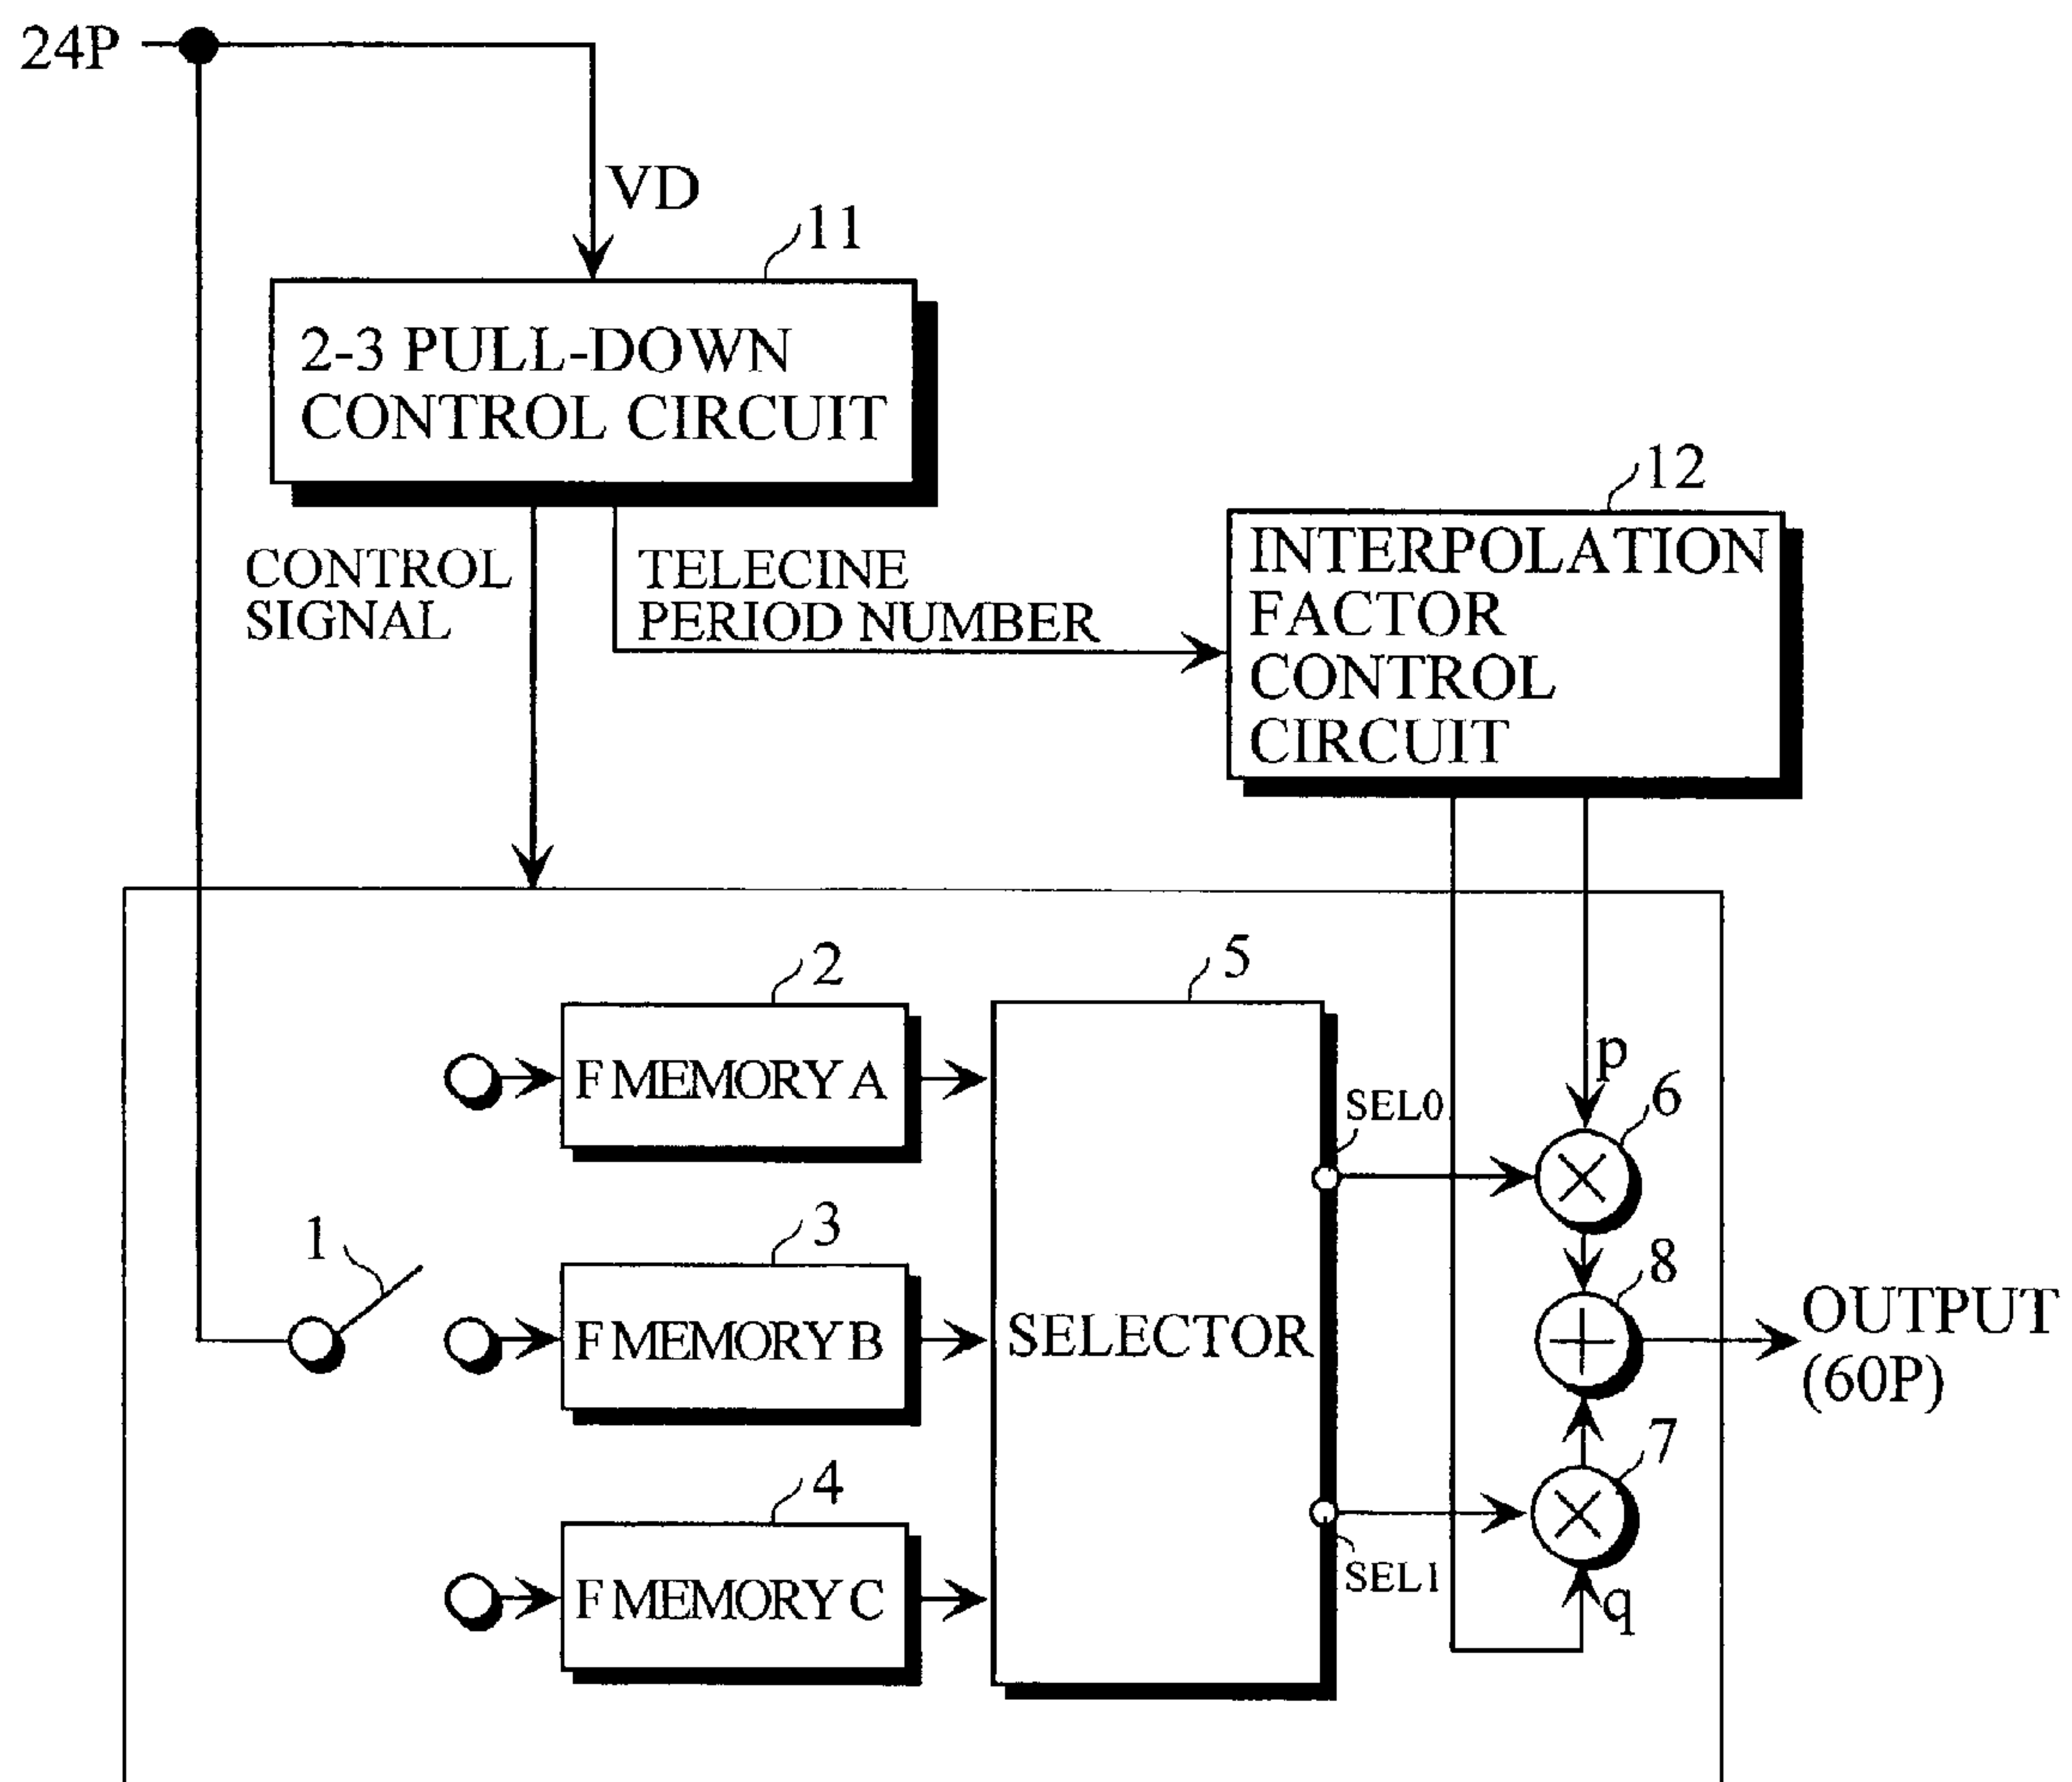 24P
VD
11
2-3 PULL-DOWN
CONTROL CIRCUIT
CONTROL
SIGNAL
TELECINE
PERIOD NUMBER
12
INTERPOLATION
FACTOR
CONTROL
CIRCUIT
2
F MEMORY A
5
SELECTOR
SEL0
p
6
1
3
F MEMORY B
8
OUTPUT
(60P)
4
F MEMORY C
7
SEL1
q